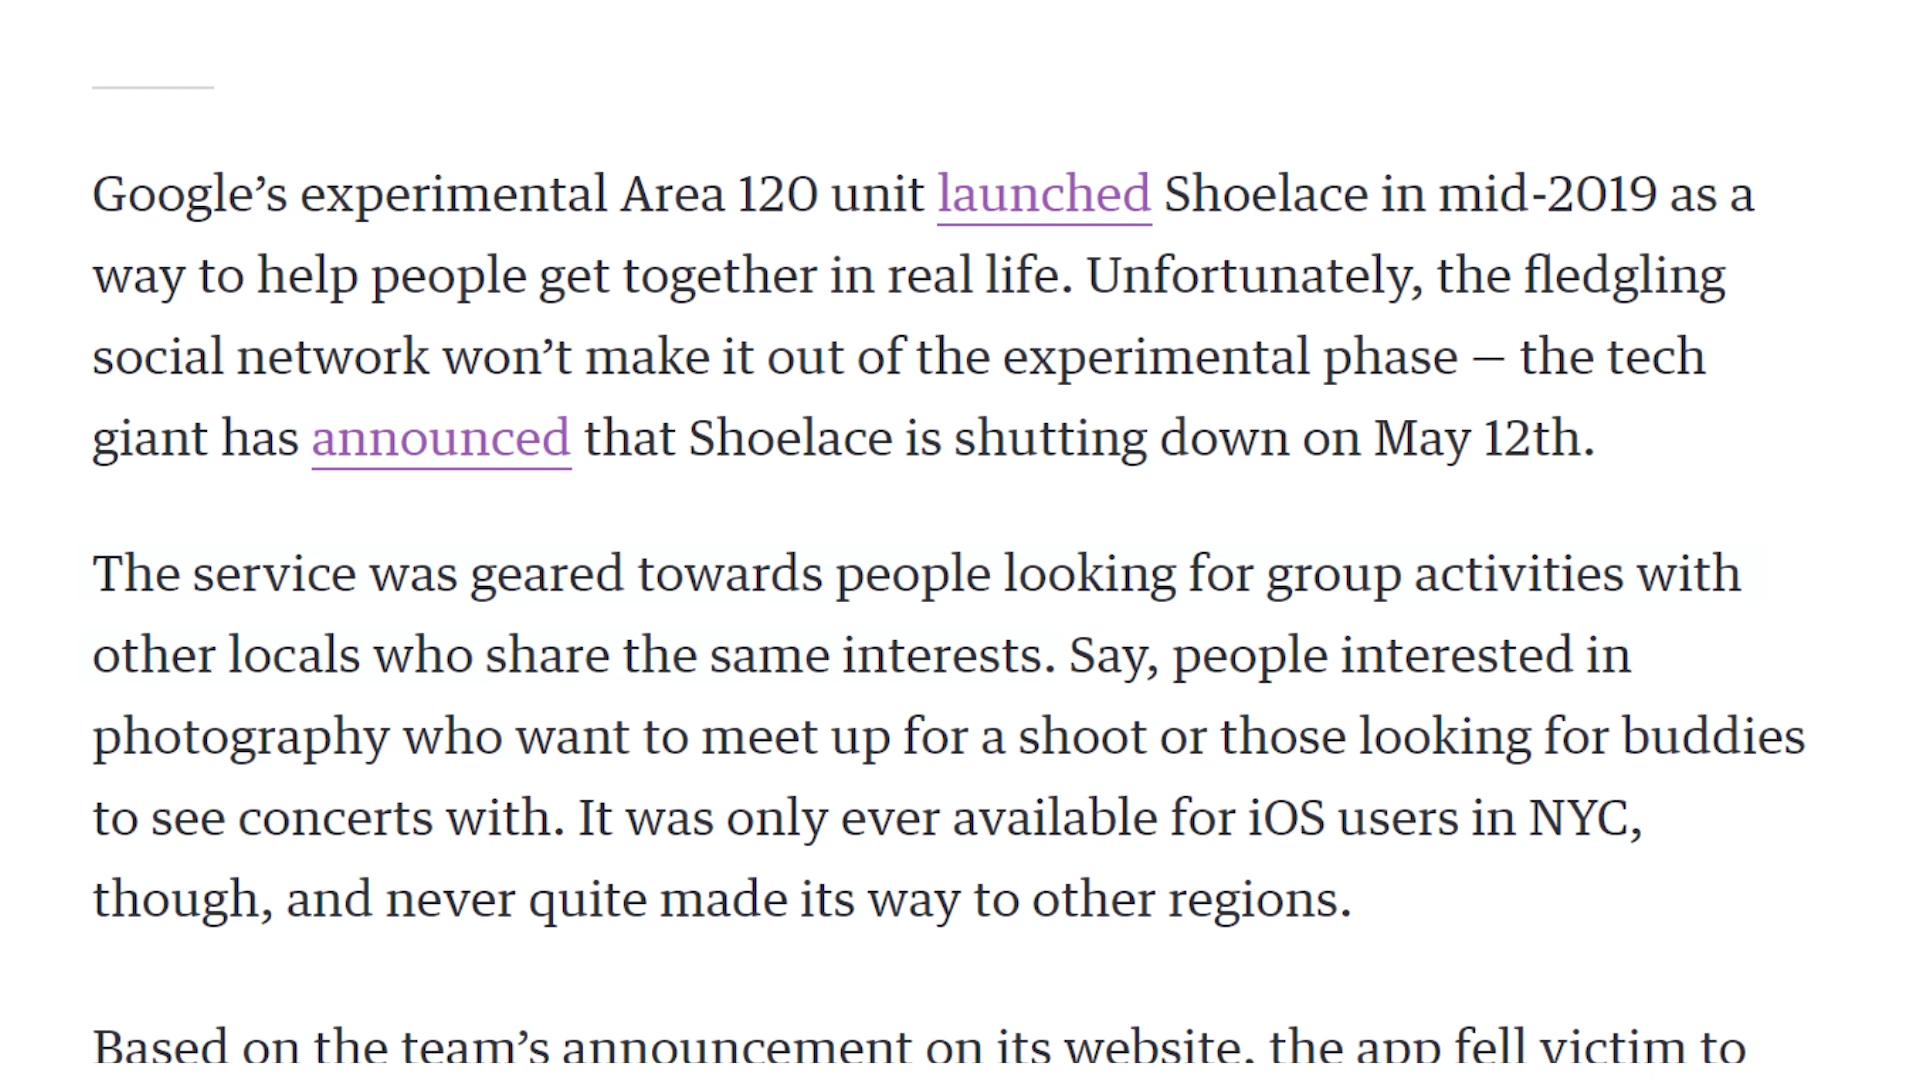 Google’s experimental Area 120 unit launched Shoelace in mid-2019 as a
way to help people get together in real life. Unfortunately, the fledgling
social network won’t make it out of the experimental phase — the tech
giant has announced that Shoelace is shutting down on May 12th.
The service was geared towards people looking for group activities with
other locals who share the same interests. Say, people interested in
photography who want to meet up for a shoot or those looking for buddies
to see concerts with. It was only ever available for iOS users in NYC,
though, and never quite made its way to other regions.
Based on the team’s announcement on its website, the app fell victim to